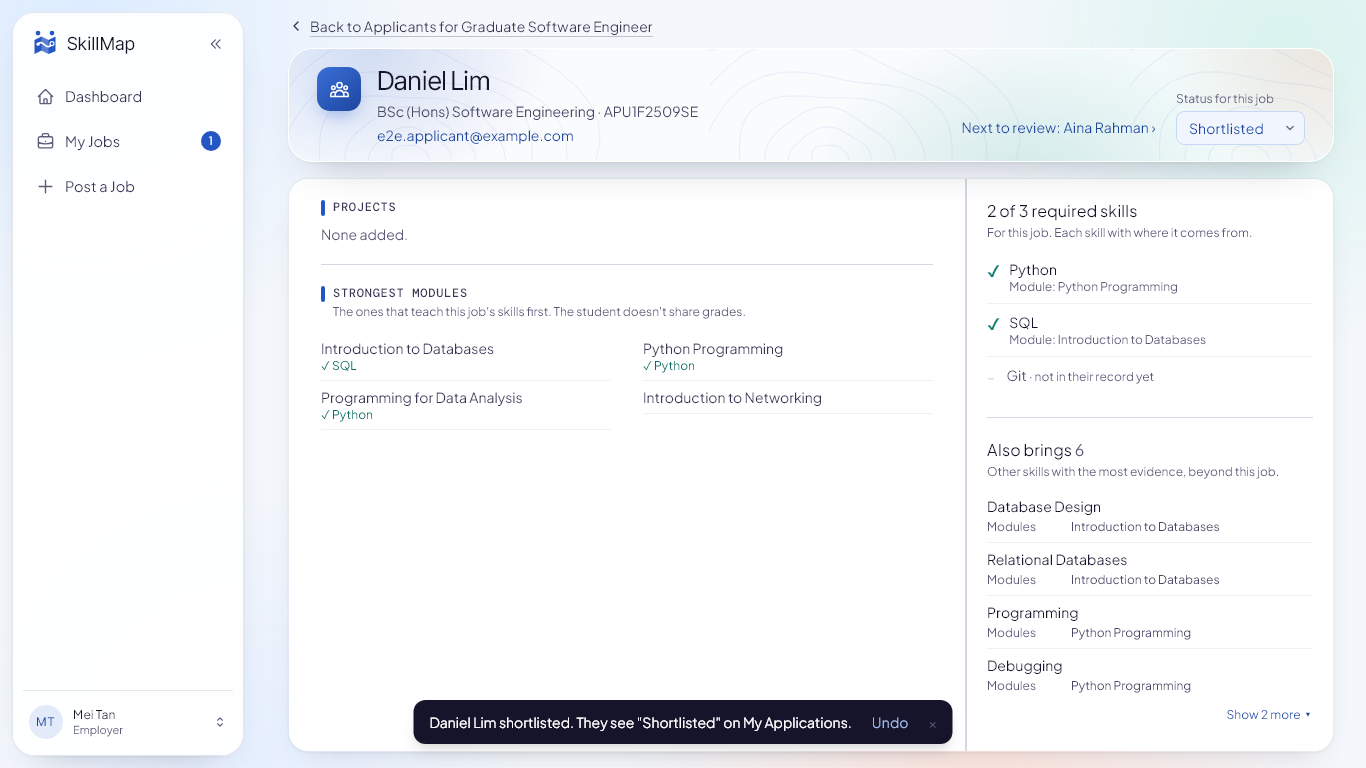 SkillMap
Dashboard
My Jobs
1
Post a Job
MT
Mei Tan
Employer
Back to Applicants for Graduate Software Engineer
Daniel Lim
BSc (Hons) Software Engineering · APU1F2509SE
e2e.applicant@example.com
Next to review: Aina Rahman ›
Status for this job
Shortlisted
PROJECTS
None added.
STRONGEST MODULES
The ones that teach this job's skills first. The student doesn't share grades.
Introduction to Databases
✓ SQL
Python Programming
✓ Python
Programming for Data Analysis
✓ Python
Introduction to Networking
2 of 3 required skills
For this job. Each skill with where it comes from.
✓ Python
Module: Python Programming
✓ SQL
Module: Introduction to Databases
– Git · not in their record yet
Also brings 6
Other skills with the most evidence, beyond this job.
Database Design
Modules Introduction to Databases
Relational Databases
Modules Introduction to Databases
Programming
Modules Python Programming
Debugging
Modules Python Programming
Show 2 more
Daniel Lim shortlisted. They see "Shortlisted" on My Applications. Undo ×